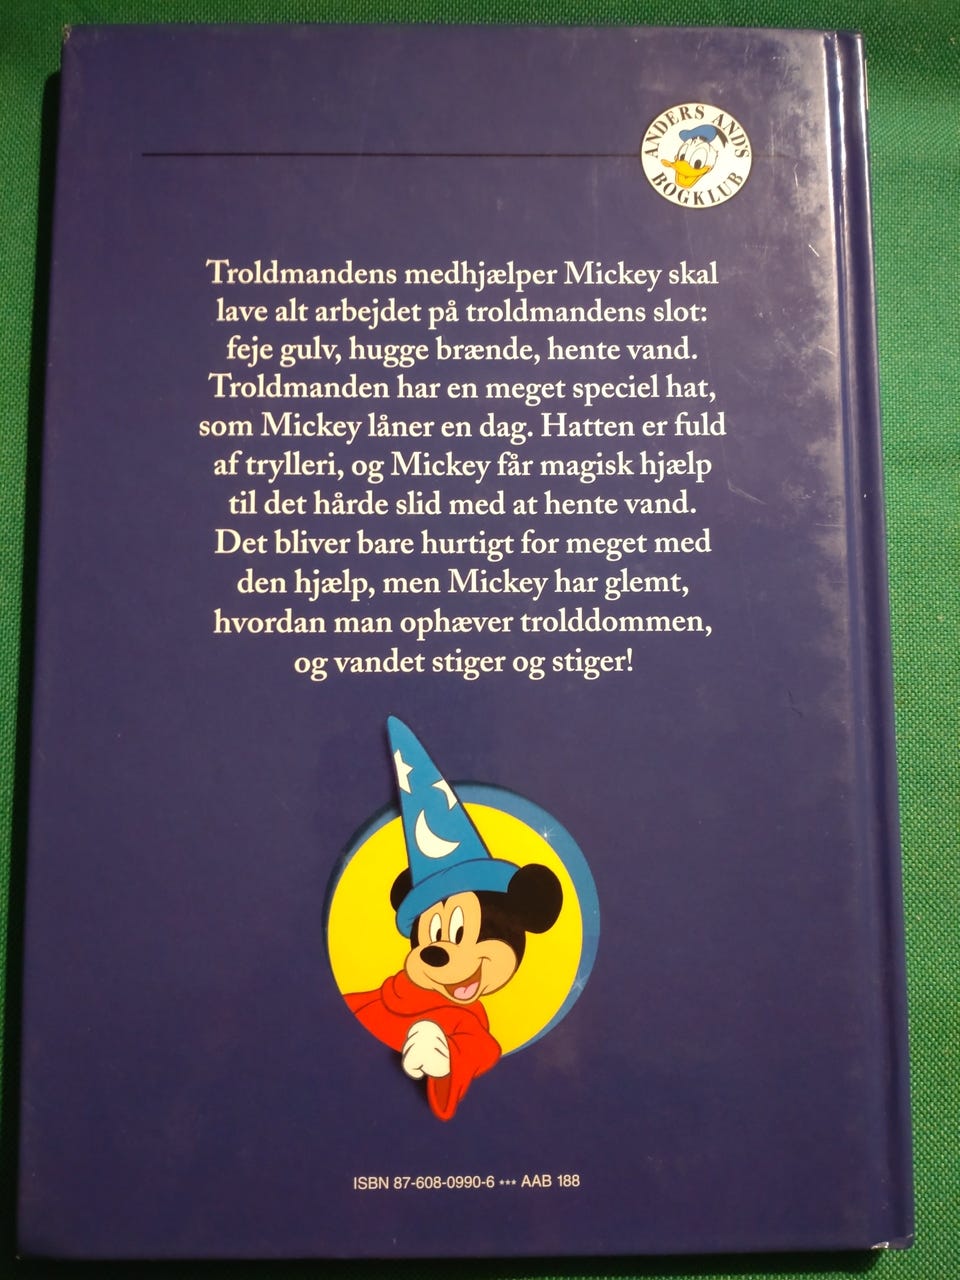 ANDERS AND'S
BOGKLUB
Troldmandens medhjælper Mickey skal
lave alt arbejdet på troldmandens slot:
feje gulv, hugge brænde, hente vand.
Troldmanden har en meget speciel hat,
som Mickey låner en dag. Hatten er fuld
af trylleri, og Mickey får magisk hjælp
til det hårde slid med at hente vand.
Det bliver bare hurtigt for meget med
den hjælp, men Mickey har glemt,
hvordan man ophæver trolddommen,
og vandet stiger og stiger!
ISBN 87-608-0990-6 *** AAB 188